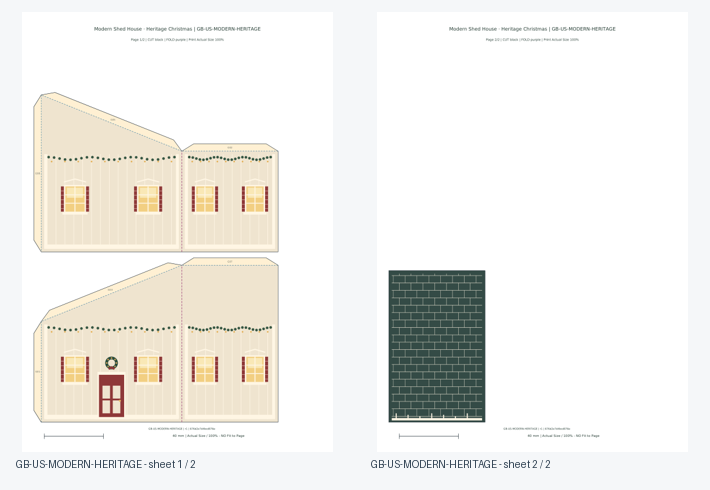 Modern Shed House · Heritage Christmas | GB-US-MODERN-HERITAGE
Page 1/2 | CUT black | FOLD purple | Print Actual Size 100%
40 mm | Actual Size / 100% · NO Fit to Page
GB-US-MODERN-HERITAGE - sheet 1 / 2
Modern Shed House · Heritage Christmas | GB-US-MODERN-HERITAGE
Page 2/2 | CUT black | FOLD purple | Print Actual Size 100%
40 mm | Actual Size / 100% · NO Fit to Page
GB-US-MODERN-HERITAGE - sheet 2 / 2